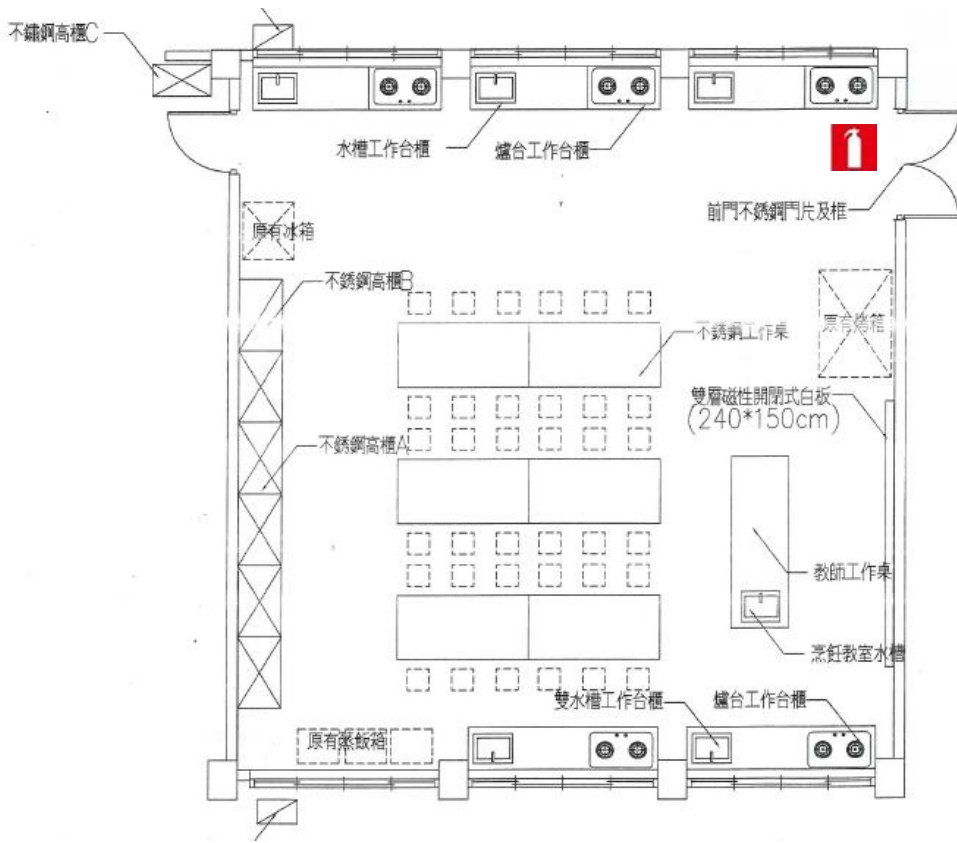 不鏽鋼高櫃C
水槽工作台櫃
爐台工作台櫃
前門不銹鋼門片及框
原有冰箱
不銹鋼高櫃B
原有烤箱
不銹鋼工作桌
雙層磁性開閉式白板
(240*150cm)
不銹鋼高櫃A
教師工作桌
烹飪教室水槽
雙水槽工作台櫃
爐台工作台櫃
原有蒸飯箱